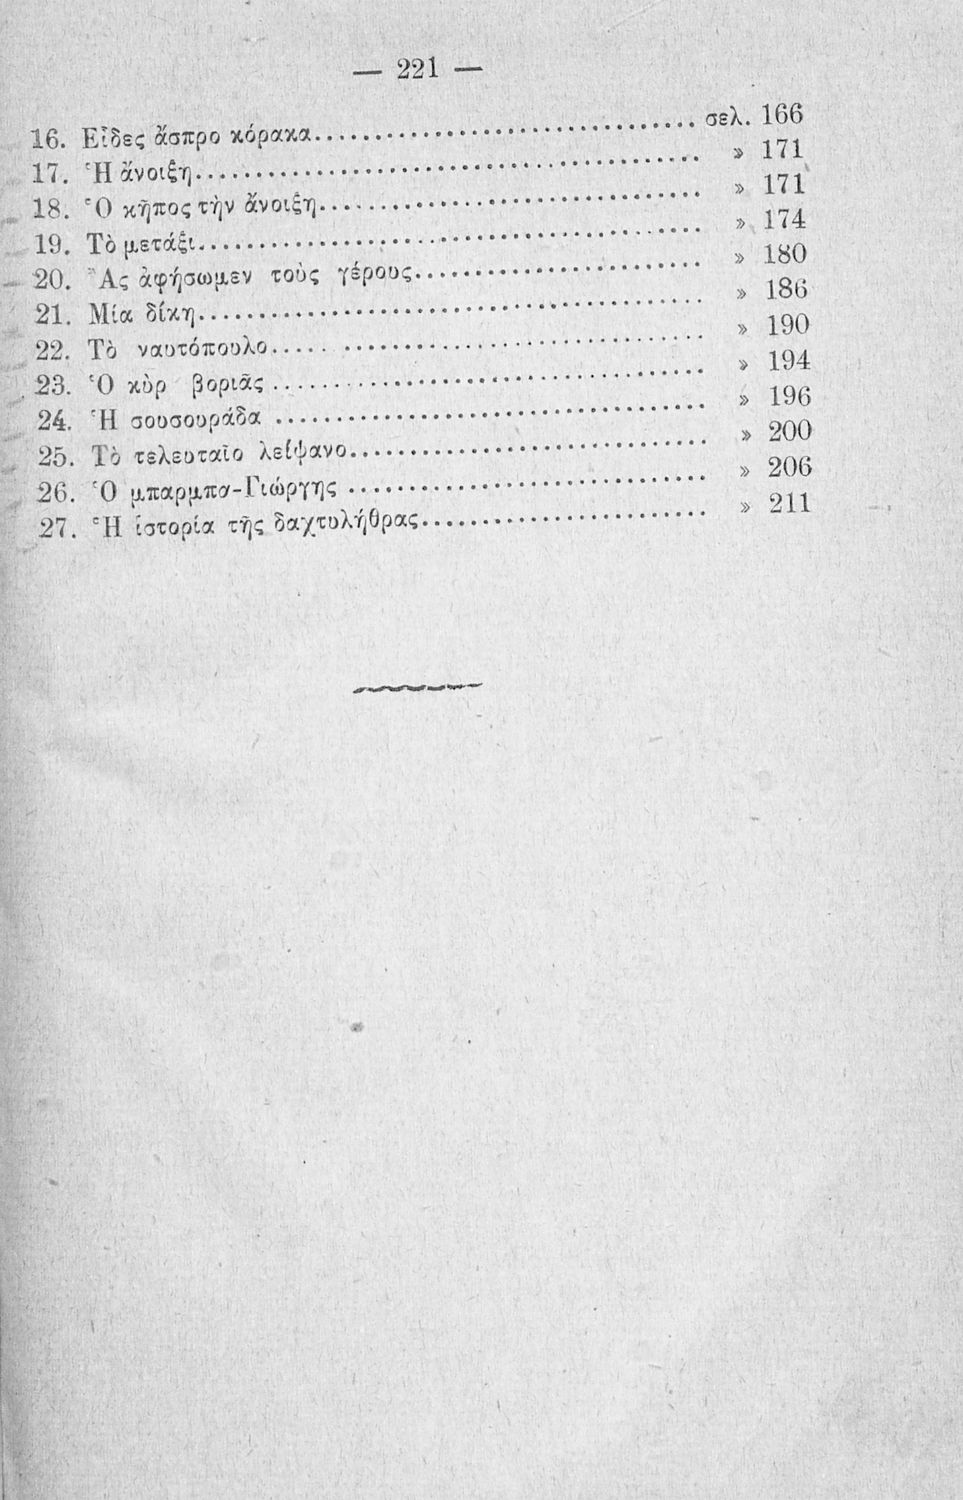 — 221 —
16. Εἶδες ἄσπρο κόρακα........................................ σελ. 166
17. Ἡ ἄνοιξη.................................................... » 171
18. Ὁ κῆπος τὴν ἄνοιξη........................................ » 171
19. Τὸ μετάξι.................................................... » 174
20. Ἂς ἀφήσωμεν τοὺς γέρους................................ » 180
21. Μία δίκη.................................................... » 186
22. Τὸ ναυτόπουλο.............................................. » 190
23. Ὁ κὺρ βοριᾶς .............................................. » 194
24. Ἡ σουσουράδα .............................................. » 196
25. Τὸ τελευταῖο λείψανο...................................... » 200
26. Ὁ μπαρμπα-Γιώργης ...................................... » 206
27. Ἡ ἱστορία τῆς δαχτυλήθρας................................ » 211